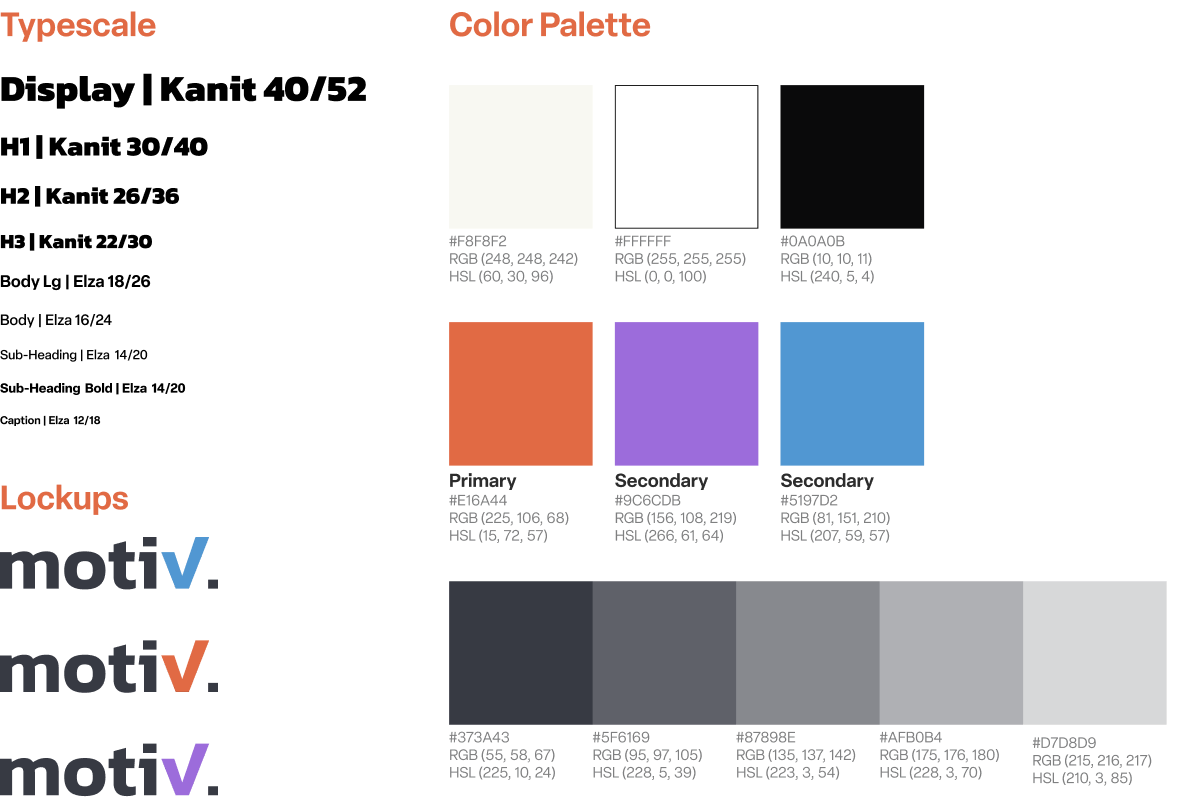 Typescale
Display | Kanit 40/52
H1 | Kanit 30/40
H2 | Kanit 26/36
H3 | Kanit 22/30
Body Lg | Elza 18/26
Body | Elza 16/24
Sub-Heading | Elza 14/20
Sub-Heading Bold | Elza 14/20
Caption | Elza 12/18
Lockups
motiv.
motiv.
motiv.
Color Palette
#F8F8F2
RGB (248, 248, 242)
HSL (60, 30, 96)
#FFFFFF
RGB (255, 255, 255)
HSL (0, 0, 100)
#0A0A0B
RGB (10, 10, 11)
HSL (240, 5, 4)
Primary
#E16A44
RGB (225, 106, 68)
HSL (15, 72, 57)
Secondary
#9C6CDB
RGB (156, 108, 219)
HSL (266, 61, 64)
Secondary
#5197D2
RGB (81, 151, 210)
HSL (207, 59, 57)
#373A43
RGB (55, 58, 67)
HSL (225, 10, 24)
#5F6169
RGB (95, 97, 105)
HSL (228, 5, 39)
#87898E
RGB (135, 137, 142)
HSL (223, 3, 54)
#AFB0B4
RGB (175, 176, 180)
HSL (228, 3, 70)
#D7D8D9
RGB (215, 216, 217)
HSL (210, 3, 85)